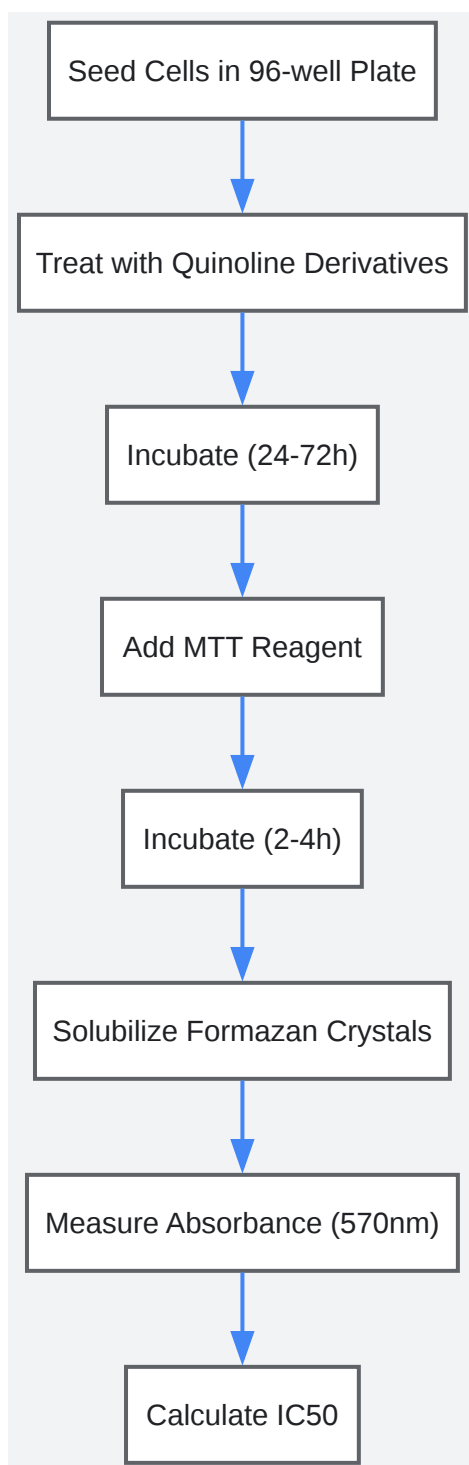 Seed Cells in 96-well Plate
Treat with Quinoline Derivatives
Incubate (24-72h)
Add MTT Reagent
Incubate (2-4h)
Solubilize Formazan Crystals
Measure Absorbance (570nm)
Calculate IC50